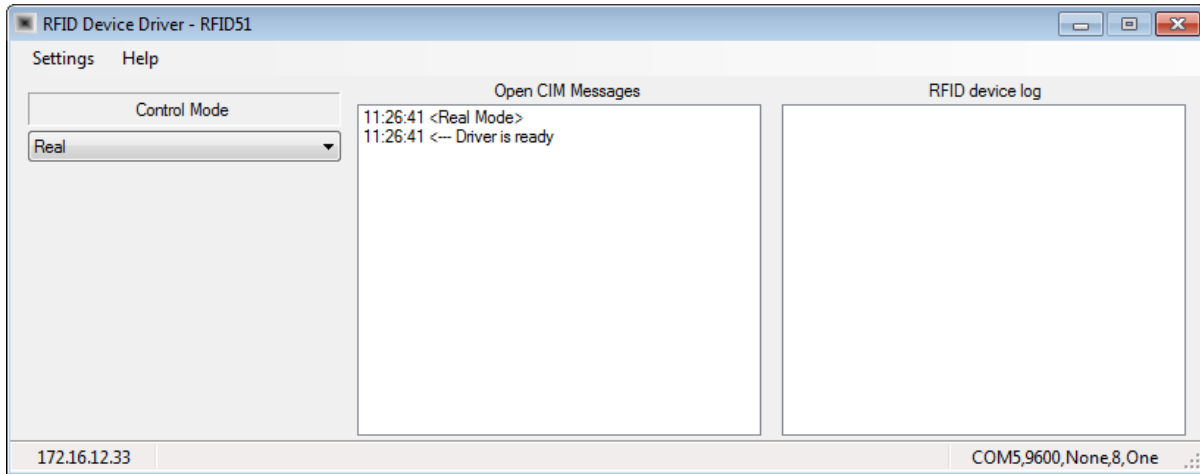 RFID Device Driver - RFID51
Settings Help
Control Mode
Real
Open CIM Messages
11:26:41 <Real Mode>
11:26:41 <--- Driver is ready
RFID device log
172.16.12.33
COM5,9600,None,8,One